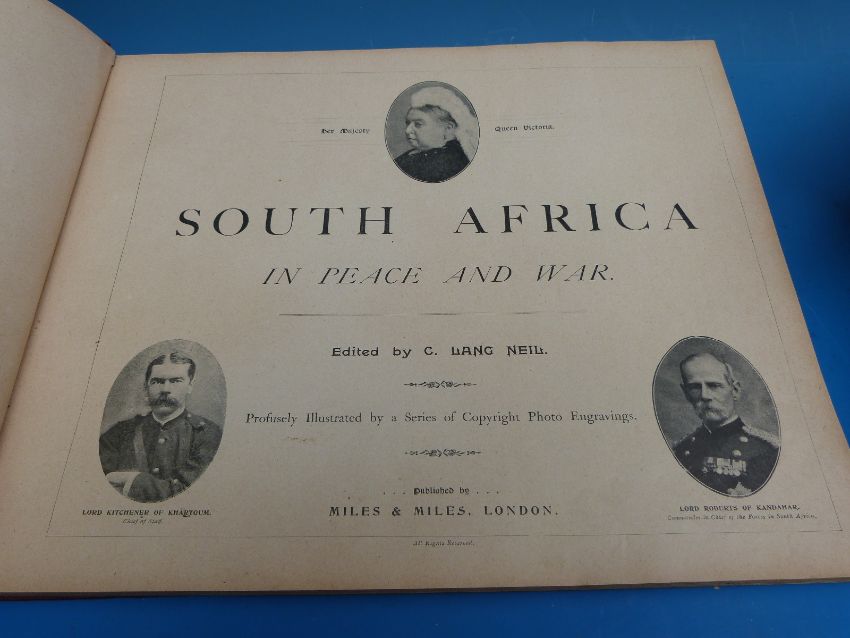 Her Majesty Queen Victoria.
SOUTH AFRICA
IN PEACE AND WAR.
Edited by C. LANG NEIL.
Profusely Illustrated by a Series of Copyright Photo Engravings.
LORD KITCHENER OF KHARTOUM.
Chief of Staff.
. . . Published by . . .
MILES & MILES, LONDON.
LORD ROBERTS OF KANDAHAR.
Commander in Chief of the Forces in South Africa.
All Rights Reserved.